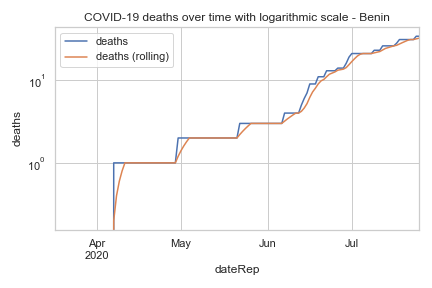 COVID-19 deaths over time with logarithmic scale - Benin
deaths
deaths (rolling)
10¹
10⁰
deaths
Apr
2020
May
Jun
Jul
dateRep